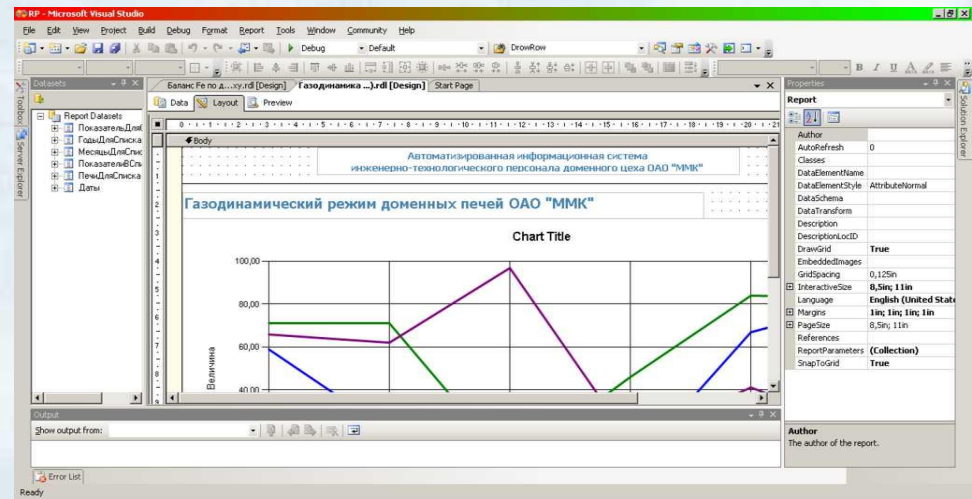 RP - Microsoft Visual Studio
File Edit View Project Build Debug Format Report Tools Window Community Help
Debug Default DrowRow
Datasets
Баланс Fe по д...ху.rdl [Design] Газодинамика ...).rdl [Design] Start Page
Properties
Data Layout Preview
Report
Toolbox
Server Explorer
Solution Explorer
Report Datasets
ПоказательДля
ГодыДляСписка
МесяцыДляСпис
ПоказателиВСпи
ПечиДляСписка
Даты
Body
Автоматизированная информационная система
инженерно-технологического персонала доменного цеха ОАО "ММК"
Газодинамический режим доменных печей ОАО "ММК"
Chart Title
100,00
80,00
60,00
40,00
Величина
Author
AutoRefresh 0
Classes
DataElementName
DataElementStyle AttributeNormal
DataSchema
DataTransform
Description
DescriptionLocID
DrawGrid True
EmbeddedImages
GridSpacing 0,125in
InteractiveSize 8,5in; 11in
Language English (United State
Margins 1in; 1in; 1in; 1in
PageSize 8,5in; 11in
References
ReportParameters (Collection)
SnapToGrid True
Output
Show output from:
Author
The author of the report.
Error List
Ready